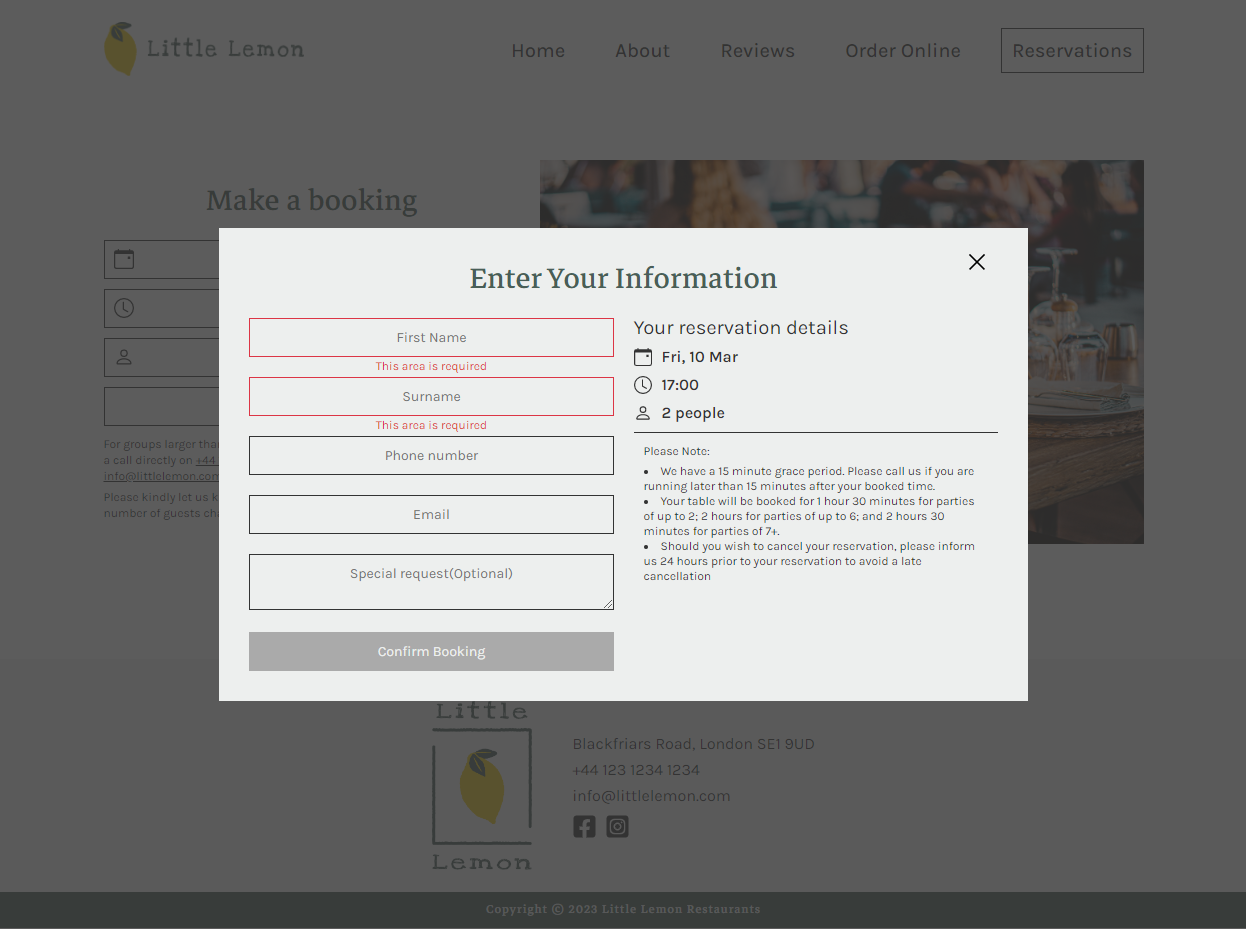 Little Lemon
Home
About
Reviews
Order Online
Reservations
Make a booking
For groups larger tha
a call directly on +44
info@littlelemon.com
Please kindly let us k
number of guests cha
Enter Your Information
First Name
This area is required
Surname
This area is required
Phone number
Email
Special request(Optional)
Confirm Booking
Your reservation details
Fri, 10 Mar
17:00
2 people
Please Note:
• We have a 15 minute grace period. Please call us if you are
running later than 15 minutes after your booked time.
• Your table will be booked for 1 hour 30 minutes for parties
of up to 2; 2 hours for parties of up to 6; and 2 hours 30
minutes for parties of 7+.
• Should you wish to cancel your reservation, please inform
us 24 hours prior to your reservation to avoid a late
cancellation
Little
Lemon
Blackfriars Road, London SE1 9UD
+44 123 1234 1234
info@littlelemon.com
Copyright © 2023 Little Lemon Restaurants